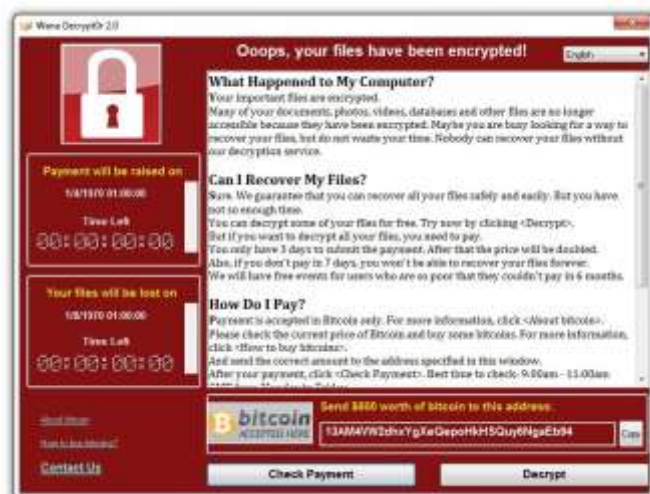 Wana Decrypt0r 2.0
Ooops, your files have been encrypted!
English
What Happened to My Computer?
Your important files are encrypted.
Many of your documents, photos, videos, databases and other files are no longer
accessible because they have been encrypted. Maybe you are busy looking for a way to
recover your files, but do not waste your time. Nobody can recover your files without
our decryption service.
Can I Recover My Files?
Sure. We guarantee that you can recover all your files safely and easily. But you have
not so enough time.
You can decrypt some of your files for free. Try now by clicking <Decrypt>.
But if you want to decrypt all your files, you need to pay.
You only have 3 days to submit the payment. After that the price will be doubled.
Also, if you don't pay in 7 days, you won't be able to recover your files forever.
We will have free events for users who are so poor that they couldn't pay in 6 months.
How Do I Pay?
Payment is accepted in Bitcoin only. For more information, click <About bitcoin>.
Please check the current price of Bitcoin and buy some bitcoins. For more information,
click <How to buy bitcoins>.
And send the correct amount to the address specified in this window.
After your payment, click <Check Payment>. Best time to check: 9:00am - 11:00am
Payment will be raised on
1/4/1970 01:00:00
Time Left
00:00:00:00
Your files will be lost on
1/8/1970 01:00:00
Time Left
00:00:00:00
About bitcoin
How to buy bitcoins?
Contact Us
bitcoin
ACCEPTED HERE
Send $600 worth of bitcoin to this address:
Copy
Check Payment
Decrypt